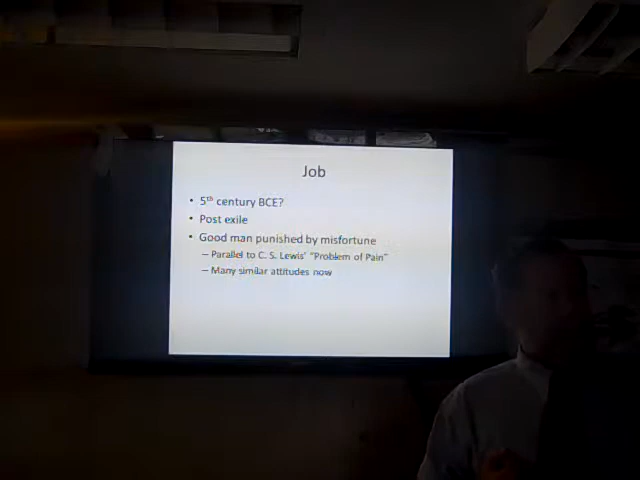 Job
• 5th century BCE?
• Post exile
• Good man punished by misfortune
– Parallel to C. S. Lewis' "Problem of Pain"
– Many similar attitudes now